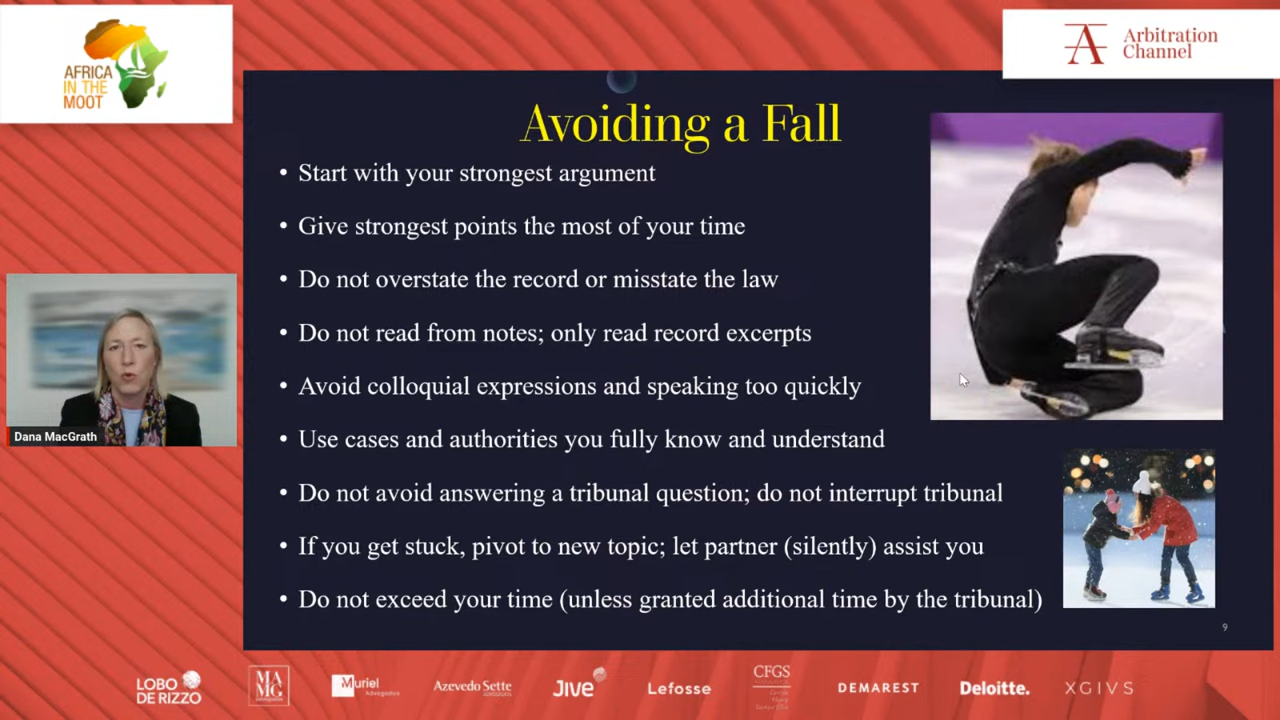 AFRICA
IN THE
MOOT
Arbitration
Channel
Avoiding a Fall
• Start with your strongest argument
• Give strongest points the most of your time
• Do not overstate the record or misstate the law
• Do not read from notes; only read record excerpts
• Avoid colloquial expressions and speaking too quickly
• Use cases and authorities you fully know and understand
• Do not avoid answering a tribunal question; do not interrupt tribunal
• If you get stuck, pivot to new topic; let partner (silently) assist you
• Do not exceed your time (unless granted additional time by the tribunal)
9
Dana MacGrath
LOBO
DE RIZZO
MA
MG
Muriel
Advogados
Azevedo Sette
ADVOGADOS
JIVE
Lefosse
CFGS
DEMAREST
Deloitte.
XGIVS